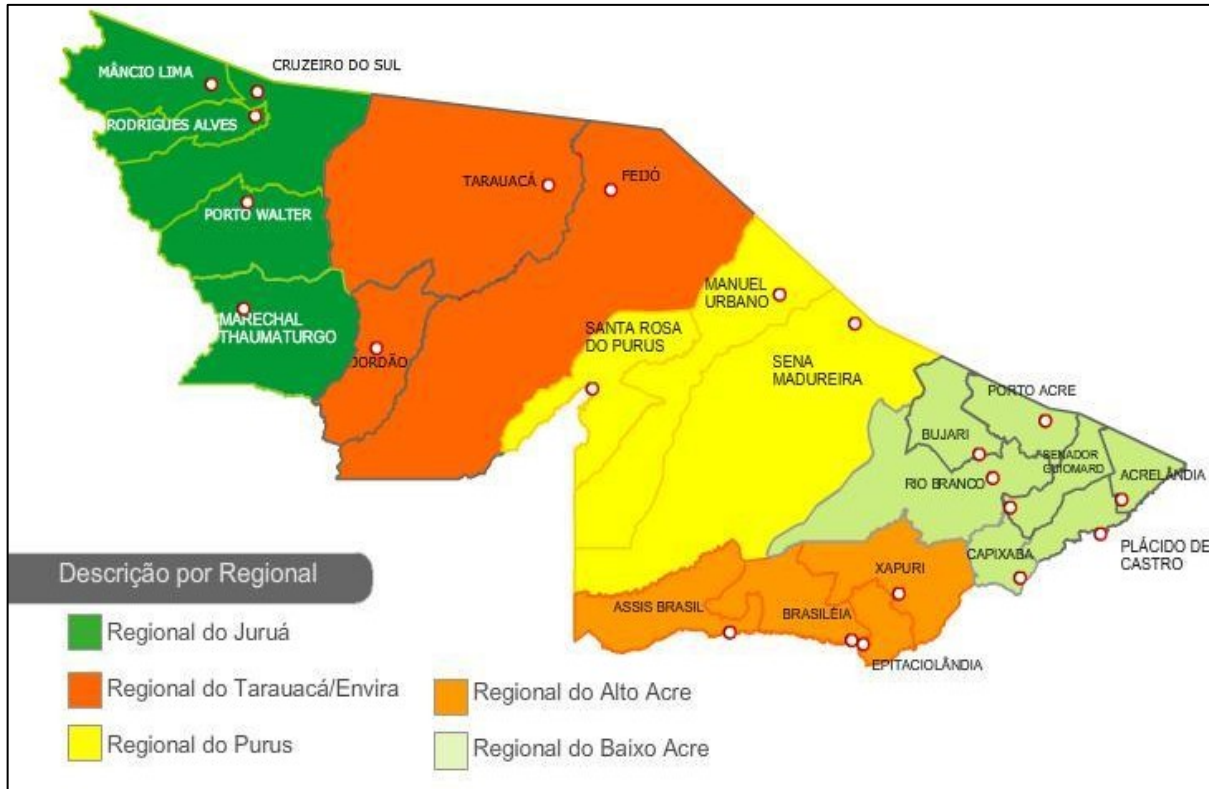 MÂNCIO LIMA
CRUZEIRO DO SUL
RODRIGUES ALVES
PORTO WALTER
MARECHAL
THAUMATURGO
TARAUACÁ
FEIJÓ
JORDÃO
MANUEL
URBANO
SANTA ROSA
DO PURUS
SENA
MADUREIRA
PORTO ACRE
BUJARI
SENADOR
GUIOMARD
RIO BRANCO
ACRELÂNDIA
PLÁCIDO DE
CASTRO
CAPIXABA
XAPURI
ASSIS BRASIL
BRASILÉIA
EPITACIOLÂNDIA
Descrição por Regional
Regional do Juruá
Regional do Tarauacá/Envira
Regional do Purus
Regional do Alto Acre
Regional do Baixo Acre